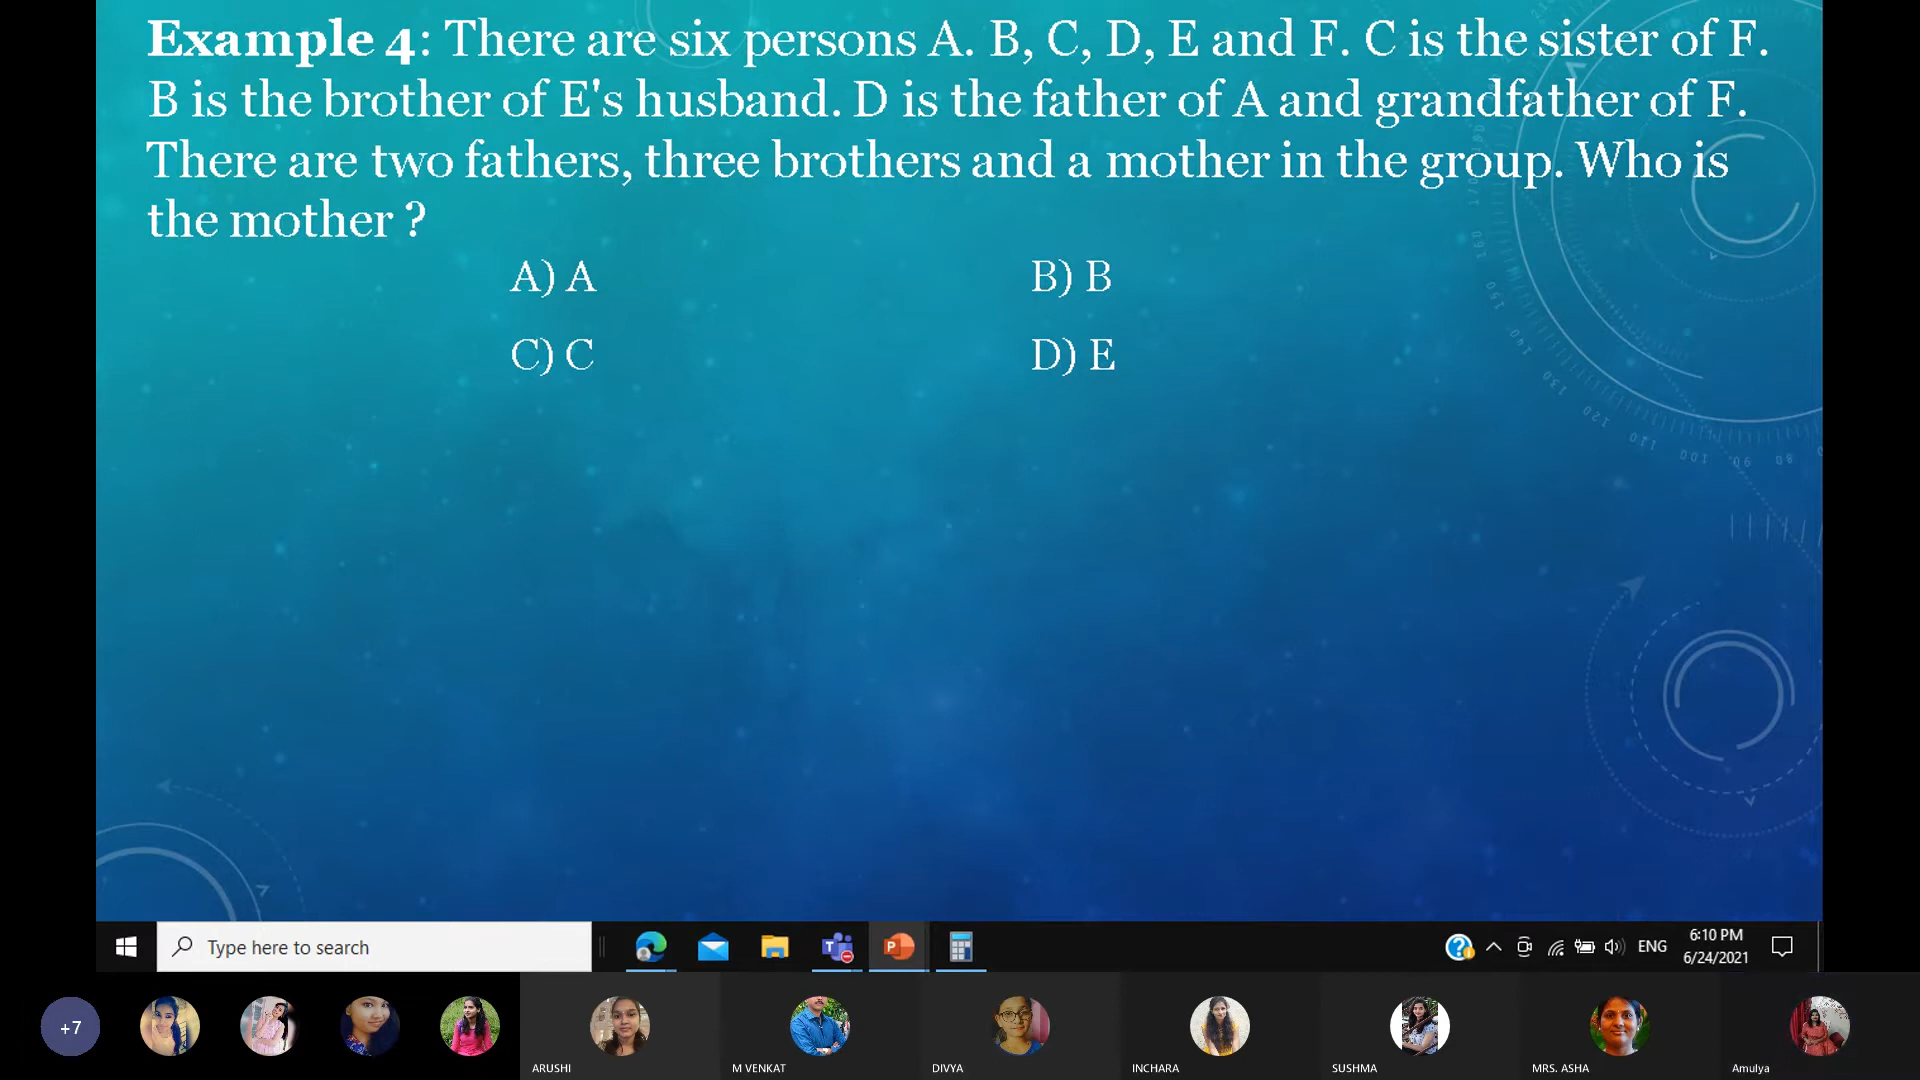 Example 4: There are six persons A. B, C, D, E and F. C is the sister of F.
B is the brother of E's husband. D is the father of A and grandfather of F.
There are two fathers, three brothers and a mother in the group. Who is
the mother ?
A) A
B) B
C) C
D) E
Type here to search
ENG
6:10 PM
6/24/2021
+7
ARUSHI
M VENKAT
DIVYA
INCHARA
SUSHMA
MRS. ASHA
Amulya